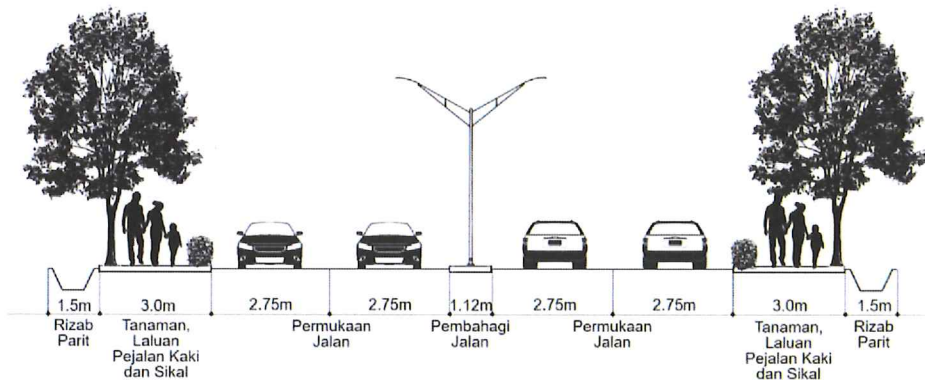 1.5m 3.0m 2.75m 2.75m 1.12m 2.75m 2.75m 3.0m 1.5m
Rizab
Parit
Tanaman,
Laluan
Pejalan Kaki
dan Sikal
Permukaan
Jalan
Pembahagi
Jalan
Permukaan
Jalan
Tanaman,
Laluan
Pejalan Kaki
dan Sikal
Rizab
Parit